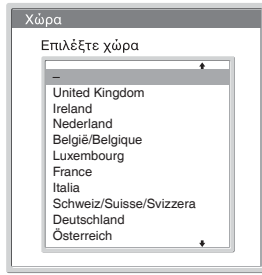 Χώρα
Επιλέξτε χώρα
–
United Kingdom
Ireland
Nederland
België/Belgique
Luxembourg
France
Italia
Schweiz/Suisse/Svizzera
Deutschland
Österreich